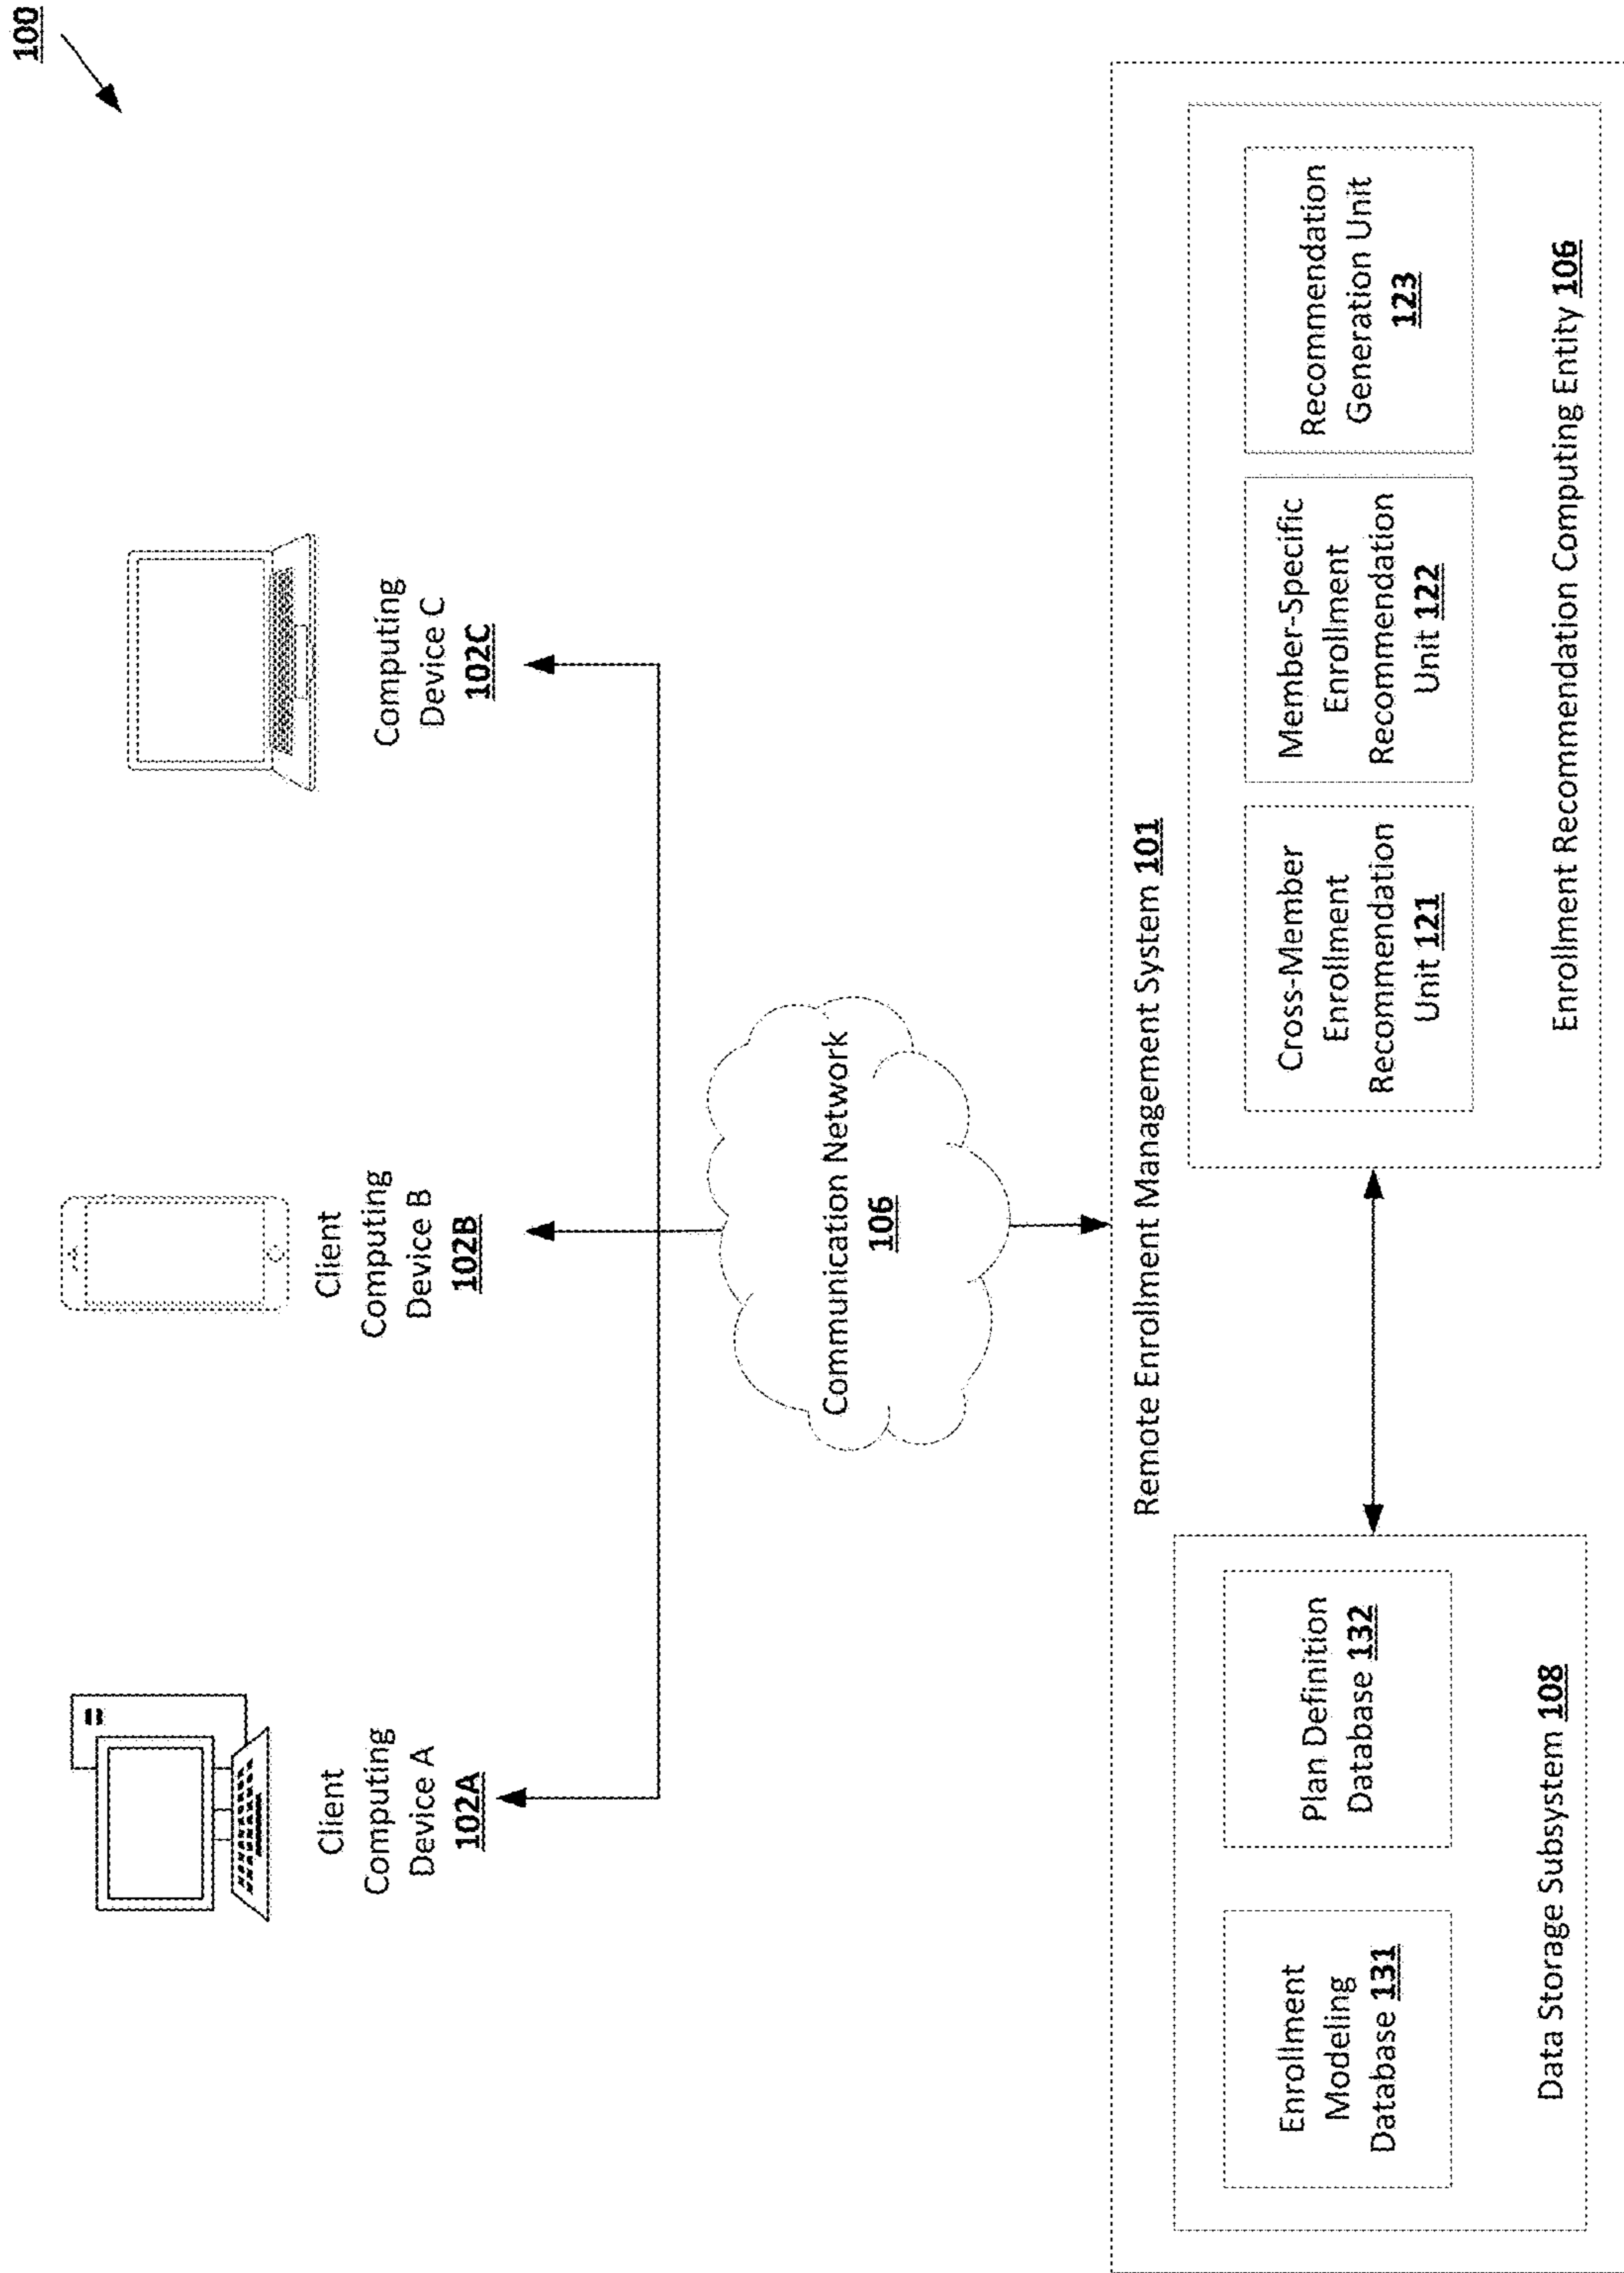 100
Client
Computing
Device A
102A
Client
Computing
Device B
102B
Computing
Device C
102C
Communication Network
106
Remote Enrollment Management System 101
Enrollment
Modeling
Database 131
Plan Definition
Database 132
Data Storage Subsystem 108
Cross-Member
Enrollment
Recommendation
Unit 121
Member-Specific
Enrollment
Recommendation
Unit 122
Recommendation
Generation Unit
123
Enrollment Recommendation Computing Entity 106